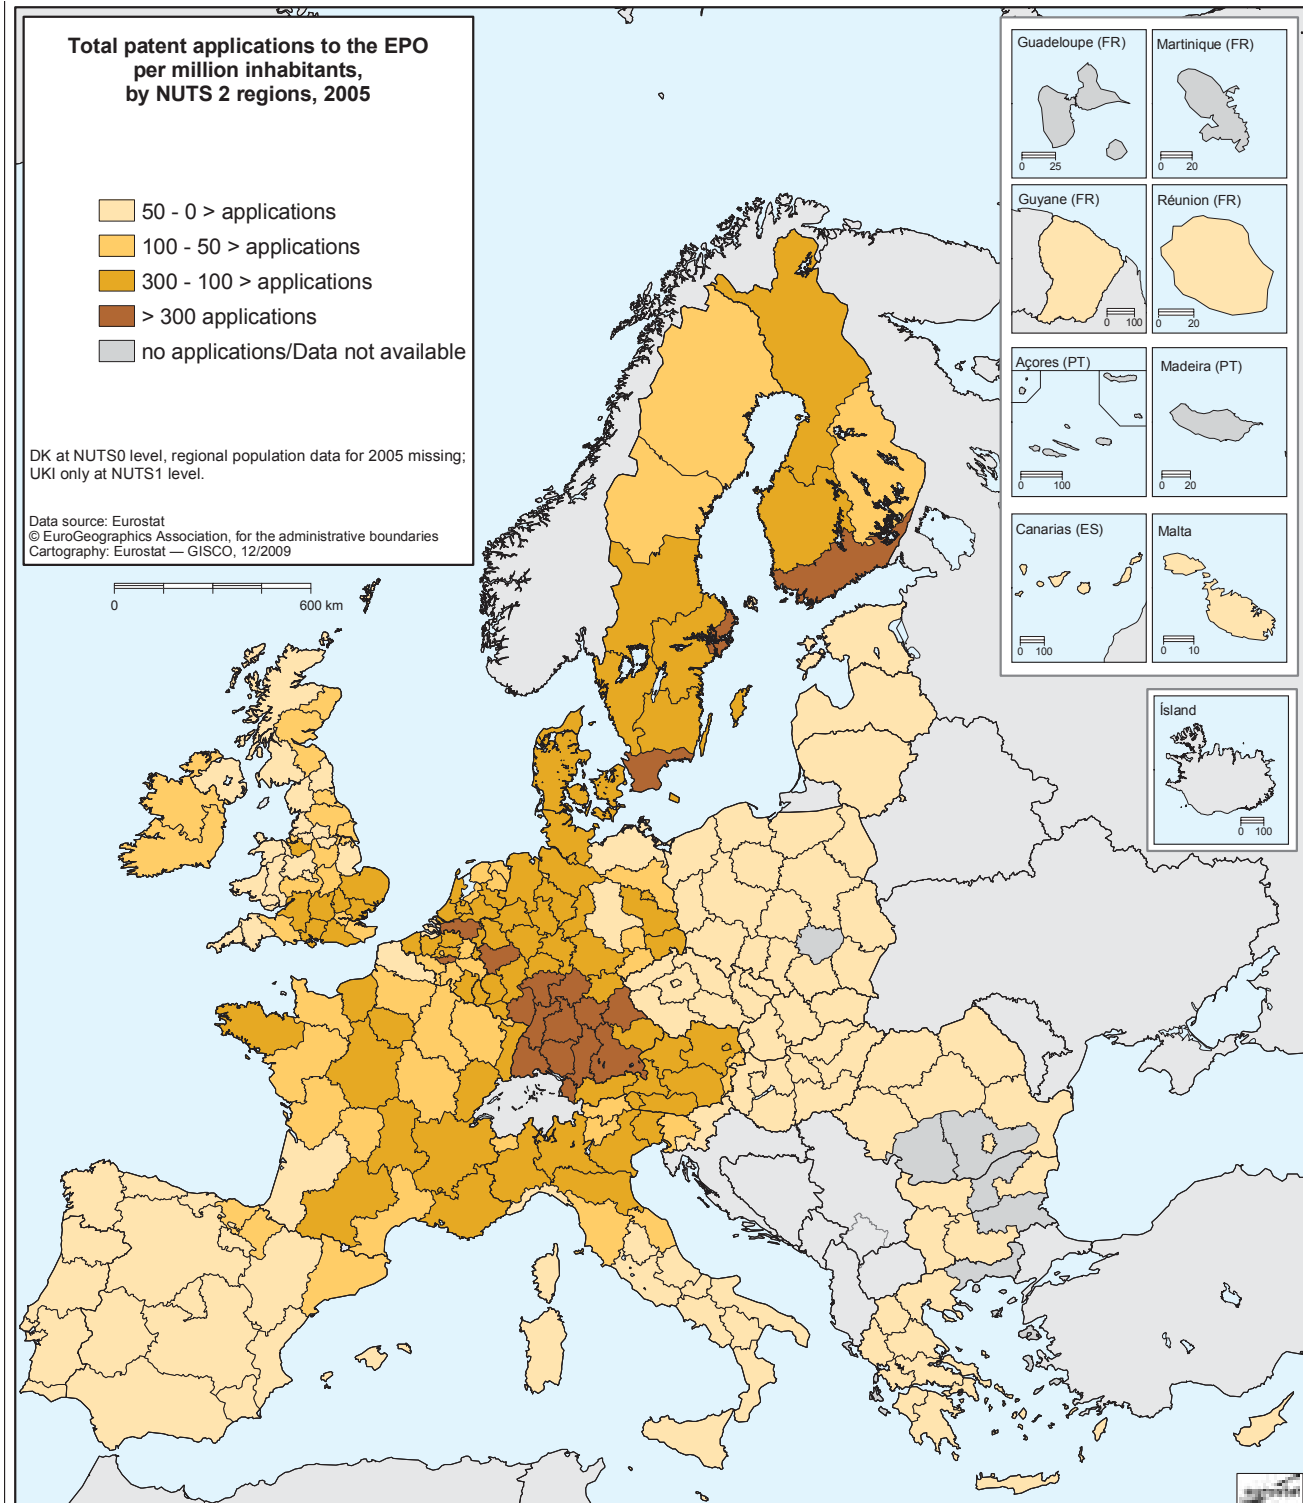 Total patent applications to the EPO
per million inhabitants,
by NUTS 2 regions, 2005
50 - 0 > applications
100 - 50 > applications
300 - 100 > applications
> 300 applications
no applications/Data not available
DK at NUTS0 level, regional population data for 2005 missing;
UKI only at NUTS1 level.
Data source: Eurostat
© EuroGeographics Association, for the administrative boundaries
Cartography: Eurostat — GISCO, 12/2009
0 600 km
Guadeloupe (FR)
0 25
Martinique (FR)
0 20
Guyane (FR)
0 100
Réunion (FR)
0 20
Açores (PT)
0 100
Madeira (PT)
0 20
Canarias (ES)
0 100
Malta
0 10
Ísland
0 100